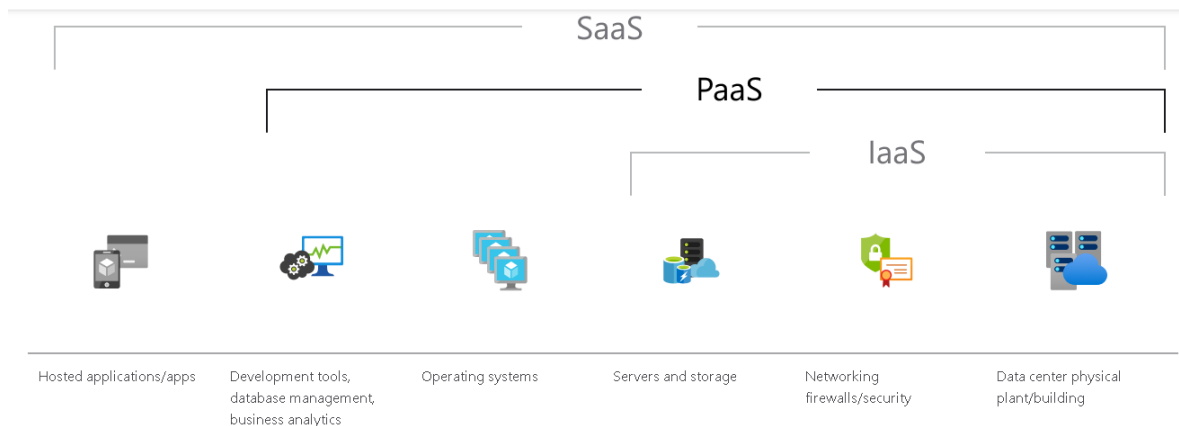 SaaS
PaaS
IaaS
Hosted applications/apps
Development tools,
database management,
business analytics
Operating systems
Servers and storage
Networking
firewalls/security
Data center physical
plant/building